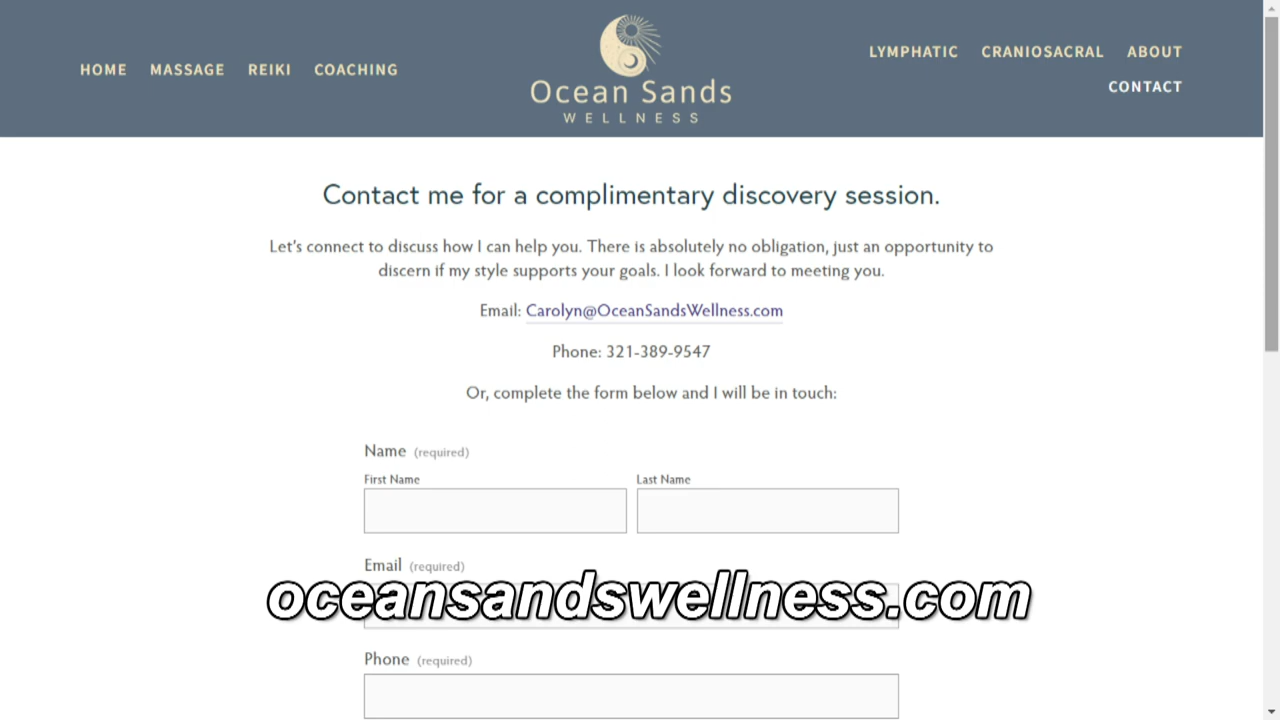 HOME MASSAGE REIKI COACHING
Ocean Sands
WELLNESS
LYMPHATIC CRANIOSACRAL ABOUT
CONTACT
Contact me for a complimentary discovery session.
Let's connect to discuss how I can help you. There is absolutely no obligation, just an opportunity to
discern if my style supports your goals. I look forward to meeting you.
Email: Carolyn@OceanSandsWellness.com
Phone: 321-389-9547
Or, complete the form below and I will be in touch:
Name (required)
First Name Last Name
Email (required)
oceansandswellness.com
Phone (required)